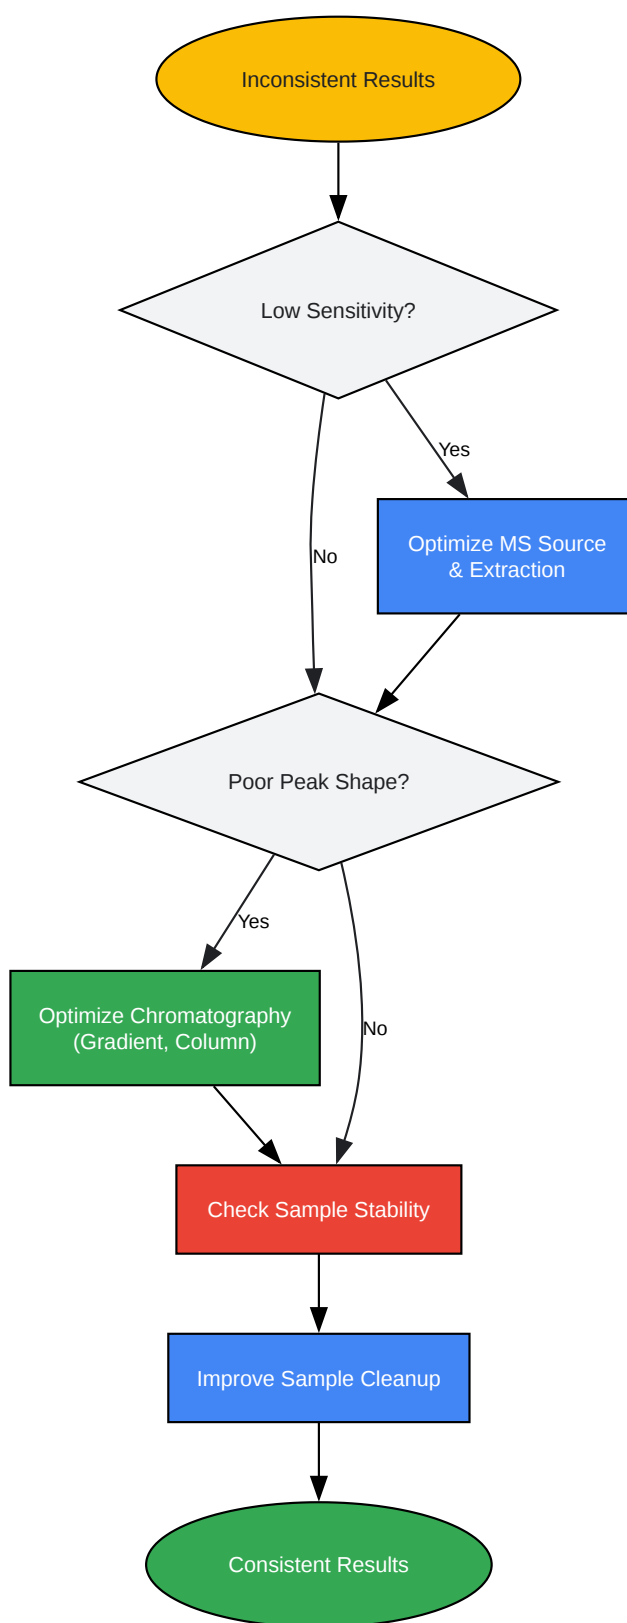 Inconsistent Results
Low Sensitivity?
Yes
Optimize MS Source
& Extraction
No
Poor Peak Shape?
Yes
Optimize Chromatography
(Gradient, Column)
No
Check Sample Stability
Improve Sample Cleanup
Consistent Results